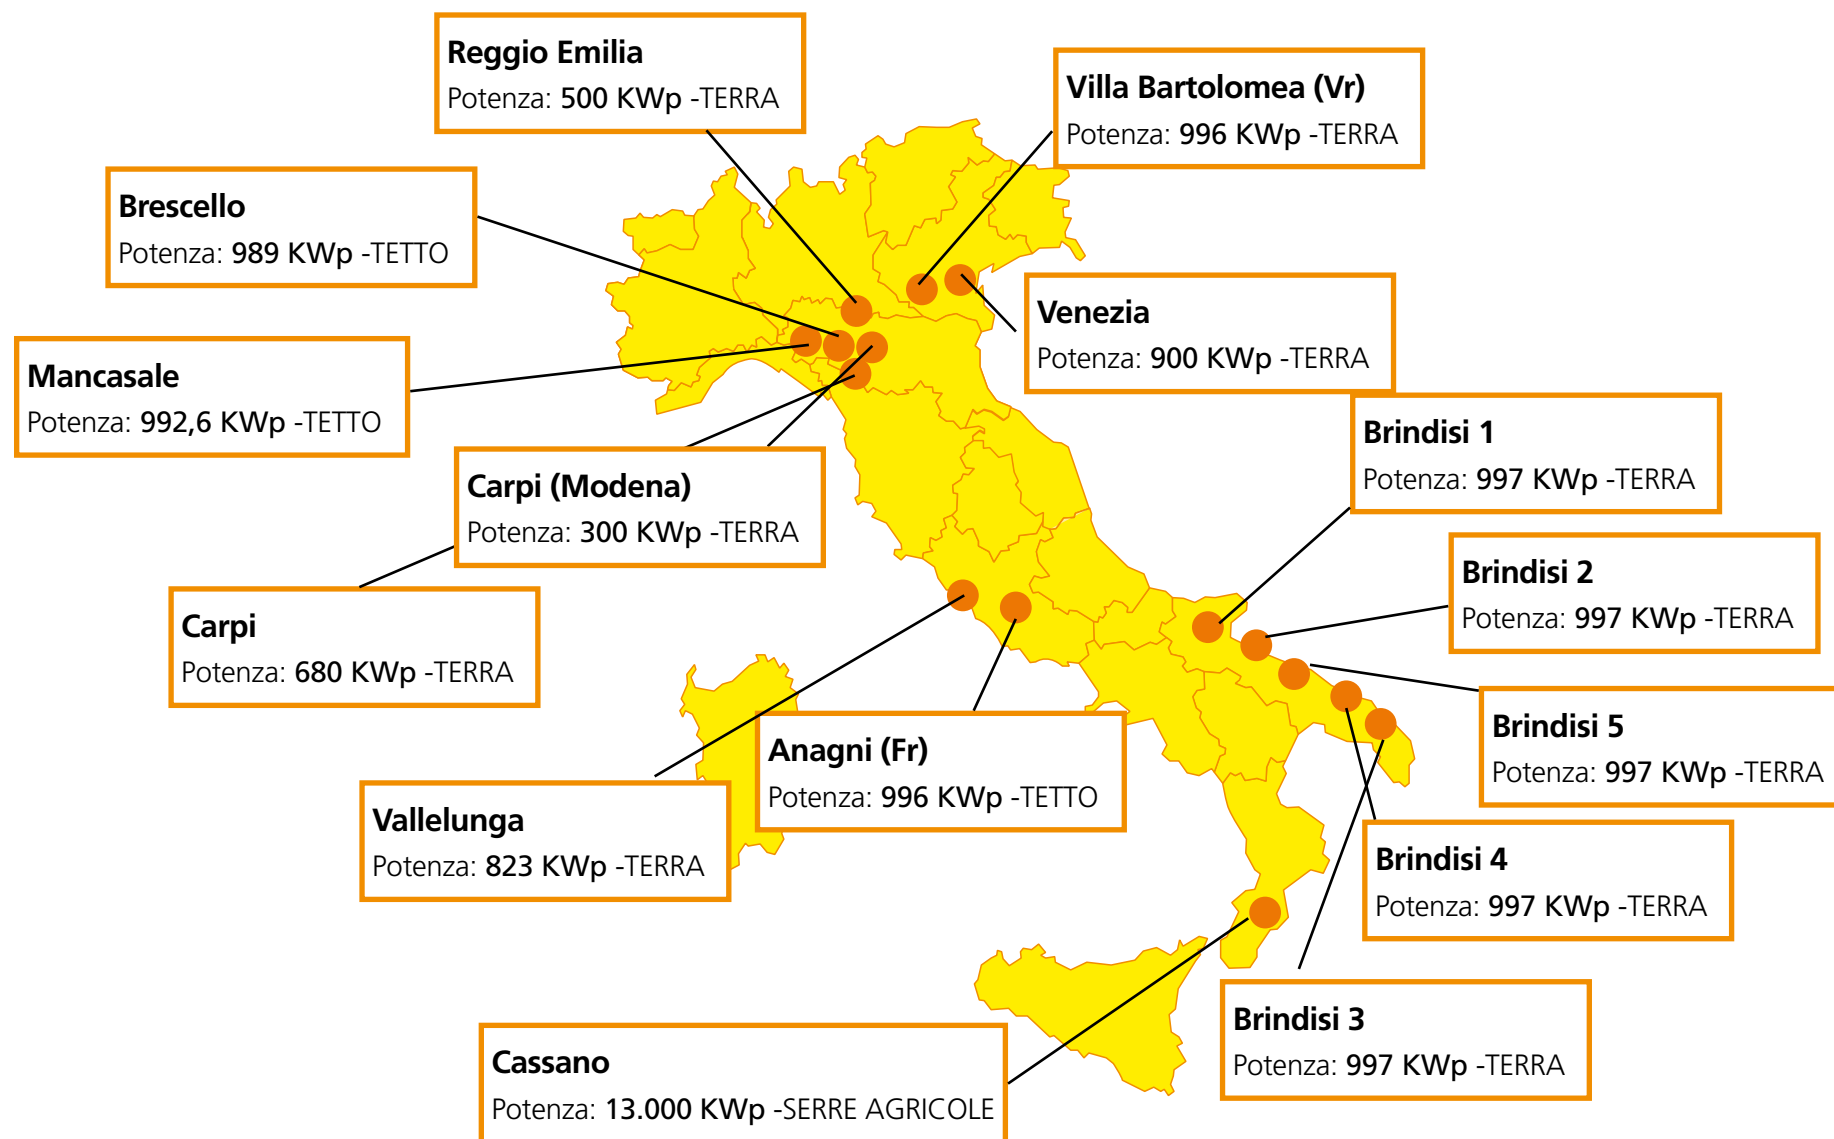 Reggio Emilia
Potenza: 500 KWp -TERRA
Villa Bartolomea (Vr)
Potenza: 996 KWp -TERRA
Brescello
Potenza: 989 KWp -TETTO
Venezia
Potenza: 900 KWp -TERRA
Mancasale
Potenza: 992,6 KWp -TETTO
Brindisi 1
Potenza: 997 KWp -TERRA
Carpi (Modena)
Potenza: 300 KWp -TERRA
Brindisi 2
Potenza: 997 KWp -TERRA
Carpi
Potenza: 680 KWp -TERRA
Brindisi 5
Potenza: 997 KWp -TERRA
Anagni (Fr)
Potenza: 996 KWp -TETTO
Vallelunga
Potenza: 823 KWp -TERRA
Brindisi 4
Potenza: 997 KWp -TERRA
Brindisi 3
Potenza: 997 KWp -TERRA
Cassano
Potenza: 13.000 KWp -SERRE AGRICOLE